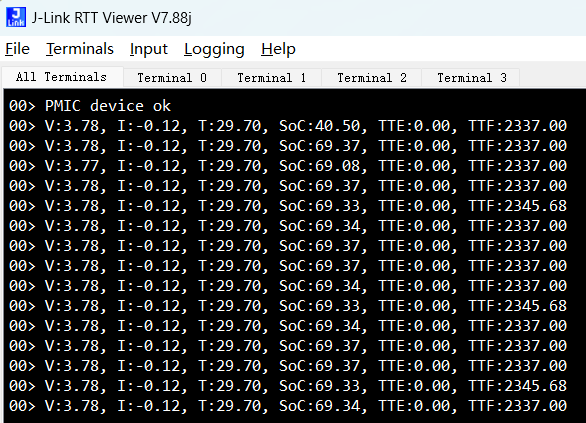 J-Link RTT Viewer V7.88j
File Terminals Input Logging Help
All Terminals Terminal 0 Terminal 1 Terminal 2 Terminal 3
00> PMIC device ok
00> V:3.78, I:-0.12, T:29.70, SoC:40.50, TTE:0.00, TTF:2337.00
00> V:3.78, I:-0.12, T:29.70, SoC:69.37, TTE:0.00, TTF:2337.00
00> V:3.77, I:-0.12, T:29.70, SoC:69.08, TTE:0.00, TTF:2337.00
00> V:3.78, I:-0.12, T:29.70, SoC:69.37, TTE:0.00, TTF:2337.00
00> V:3.78, I:-0.12, T:29.70, SoC:69.33, TTE:0.00, TTF:2345.68
00> V:3.78, I:-0.12, T:29.70, SoC:69.34, TTE:0.00, TTF:2337.00
00> V:3.78, I:-0.12, T:29.70, SoC:69.37, TTE:0.00, TTF:2337.00
00> V:3.78, I:-0.12, T:29.70, SoC:69.37, TTE:0.00, TTF:2337.00
00> V:3.78, I:-0.12, T:29.70, SoC:69.34, TTE:0.00, TTF:2337.00
00> V:3.78, I:-0.12, T:29.70, SoC:69.33, TTE:0.00, TTF:2345.68
00> V:3.78, I:-0.12, T:29.70, SoC:69.34, TTE:0.00, TTF:2337.00
00> V:3.78, I:-0.12, T:29.70, SoC:69.37, TTE:0.00, TTF:2337.00
00> V:3.78, I:-0.12, T:29.70, SoC:69.37, TTE:0.00, TTF:2337.00
00> V:3.78, I:-0.12, T:29.70, SoC:69.33, TTE:0.00, TTF:2345.68
00> V:3.78, I:-0.12, T:29.70, SoC:69.34, TTE:0.00, TTF:2337.00